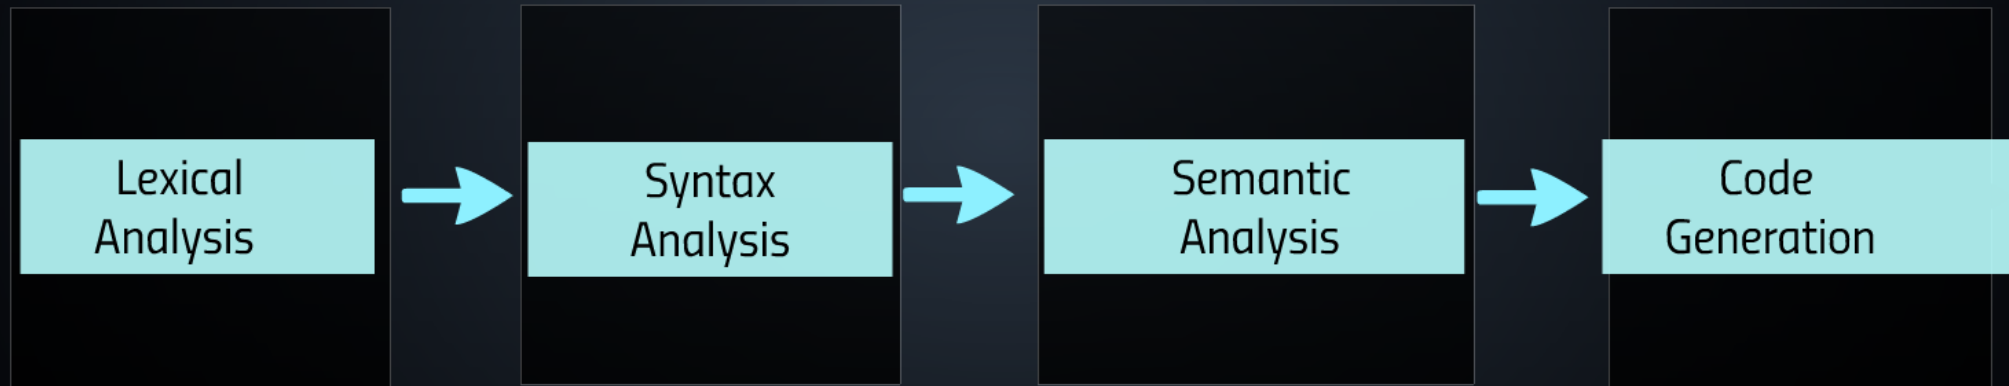 Lexical
Analysis
Syntax
Analysis
Semantic
Analysis
Code
Generation